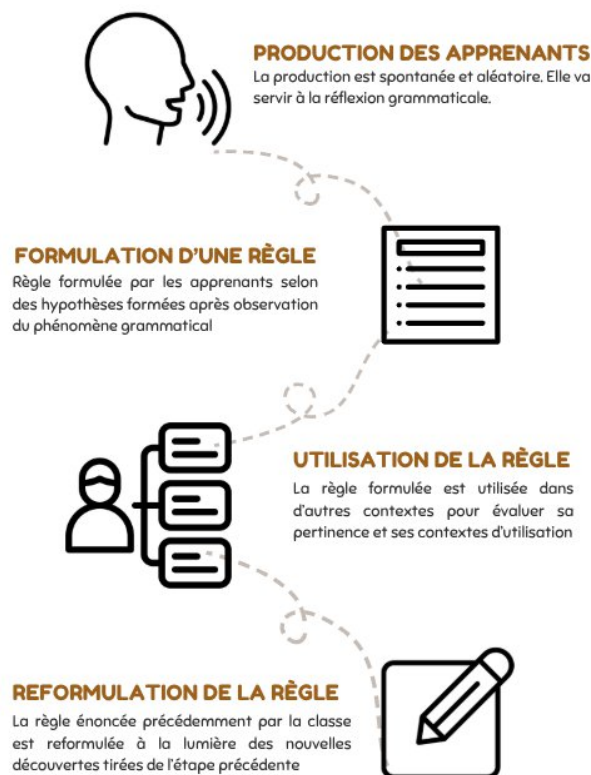 PRODUCTION DES APPRENANTS
La production est spontanée et aléatoire. Elle va
servir à la réflexion grammaticale.
FORMULATION D'UNE RÈGLE
Règle formulée par les apprenants selon
des hypothèses formées après observation
du phénomène grammatical
UTILISATION DE LA RÈGLE
La règle formulée est utilisée dans
d'autres contextes pour évaluer sa
pertinence et ses contextes d'utilisation
REFORMULATION DE LA RÈGLE
La règle énoncée précédemment par la classe
est reformulée à la lumière des nouvelles
découvertes tirées de l'étape précédente